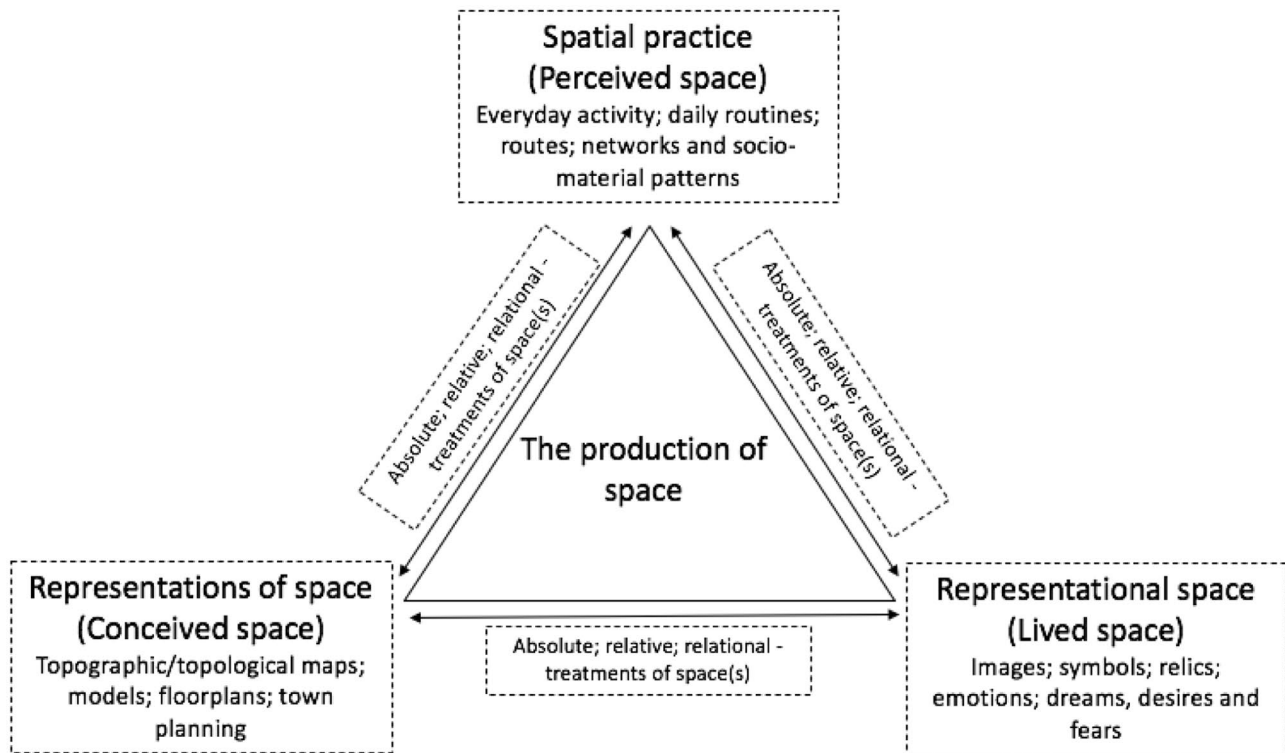 Spatial practice
(Perceived space)
Everyday activity; daily routines;
routes; networks and socio-
material patterns
Absolute; relative; relational -
treatments of space(s)
Absolute; relative; relational -
treatments of space(s)
The production of
space
Representations of space
(Conceived space)
Topographic/topological maps;
models; floorplans; town
planning
Absolute; relative; relational -
treatments of space(s)
Representational space
(Lived space)
Images; symbols; relics;
emotions; dreams, desires and
fears